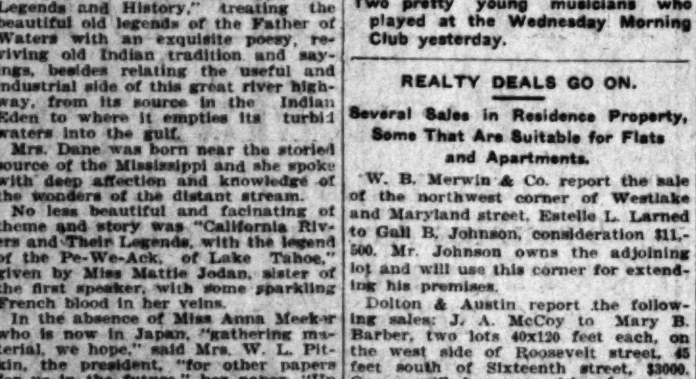 Legends and History," treating the
beautiful old legends of the Father of
Waters with an exquisite poesy, re-
viving old Indian tradition and say-
ings, besides relating the useful and
industrial side of this great river high-
way, from its source in the Indian
Eden to where it empties its turbid
waters into the gulf.
Mrs. Dane was born near the storied
source of the Mississippi and she spoke
with deep affection and knowledge of
the wonders of the distant stream.
No less beautiful and facinating of
theme and story was "California Riv-
ers and Their Legends, with the legend
of the Pe-We-Ack, of Lake Tahoe,"
given by Miss Mattie Jodan, sister of
the first speaker, with some sparkling
French blood in her veins.
In the absence of Miss Anna Meeker
who is now in Japan, "gathering ma-
terial, we hope," said Mrs. W. L. Pit-
kin, the president, "for other papers
for us in the future," her paper, "Up
Two pretty young musicians who
played at the Wednesday Morning
Club yesterday.
REALTY DEALS GO ON.
Several Sales in Residence Property,
Some That Are Suitable for Flats
and Apartments.
W. B. Merwin & Co. report the sale
of the northwest corner of Westlake
and Maryland street, Estelle L. Larned
to Gall B. Johnson, consideration $11,-
500. Mr. Johnson owns the adjoining
lot and will use this corner for extend-
ing his premises.
Dolton & Austin report the follow-
ing sales: J. A. McCoy to Mary B.
Barber, two lots 40x120 feet each, on
the west side of Roosevelt street, 45
feet south of Sixteenth street, $3000.